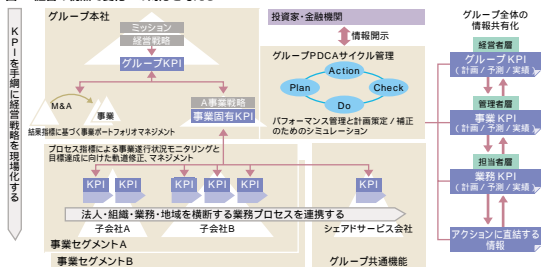 KPIを手綱に経営戦略を現場化する
グループ本社
ミッション
経営戦略
グループKPI
M&A
事業
A事業戦略
事業固有KPI
結果指標に基づく事業ポートフォリオマネジメント
投資家・金融機関
情報開示
グループPDCAサイクル管理
Action
Plan
Check
Do
パフォーマンス管理と計画策定/補正
のためのシミュレーション
プロセス指標による事業遂行状況モニタリングと
目標達成に向けた軌道修正、マネジメント
KPI
KPI
KPI
KPI
KPI
KPI
法人・組織・業務・地域を横断する業務プロセスを連携する
子会社A
子会社B
シェアドサービス会社
事業セグメントA
事業セグメントB
グループ共通機能
グループ全体の
情報共有化
経営者層
グループKPI
(計画/予測/実績)
管理者層
事業KPI
(計画/予測/実績)
担当者層
業務KPI
(計画/予測/実績)
アクションに直結する
情報